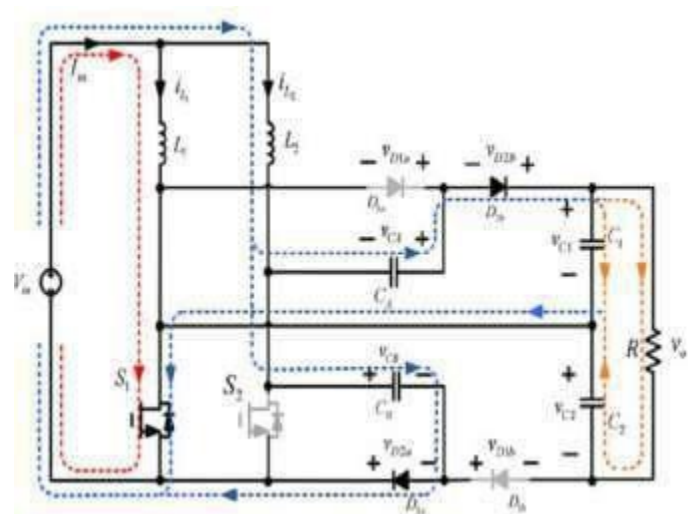 I_in
i_L1
i_L2
L_1
L_2
− v_D1a +
− v_D2b +
D_1a
− v_CA +
C_A
+
v_C1
C_1
−
V_in
S_1
S_2
v_CB
+ −
C_B
R
v_o
+
v_C2
C_2
−
+ v_D2a −
+ v_D1b −
D_2a
D_1b